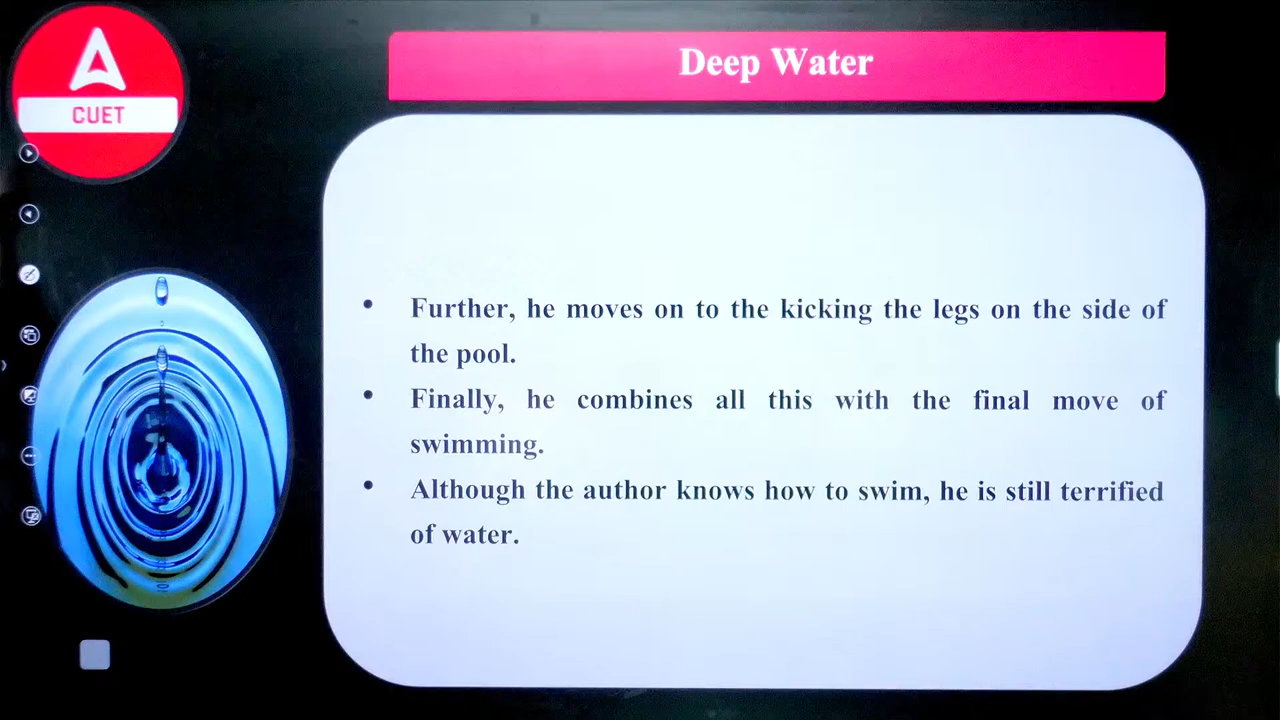 CUET
Deep Water
• Further, he moves on to the kicking the legs on the side of
the pool.
• Finally, he combines all this with the final move of
swimming.
• Although the author knows how to swim, he is still terrified
of water.